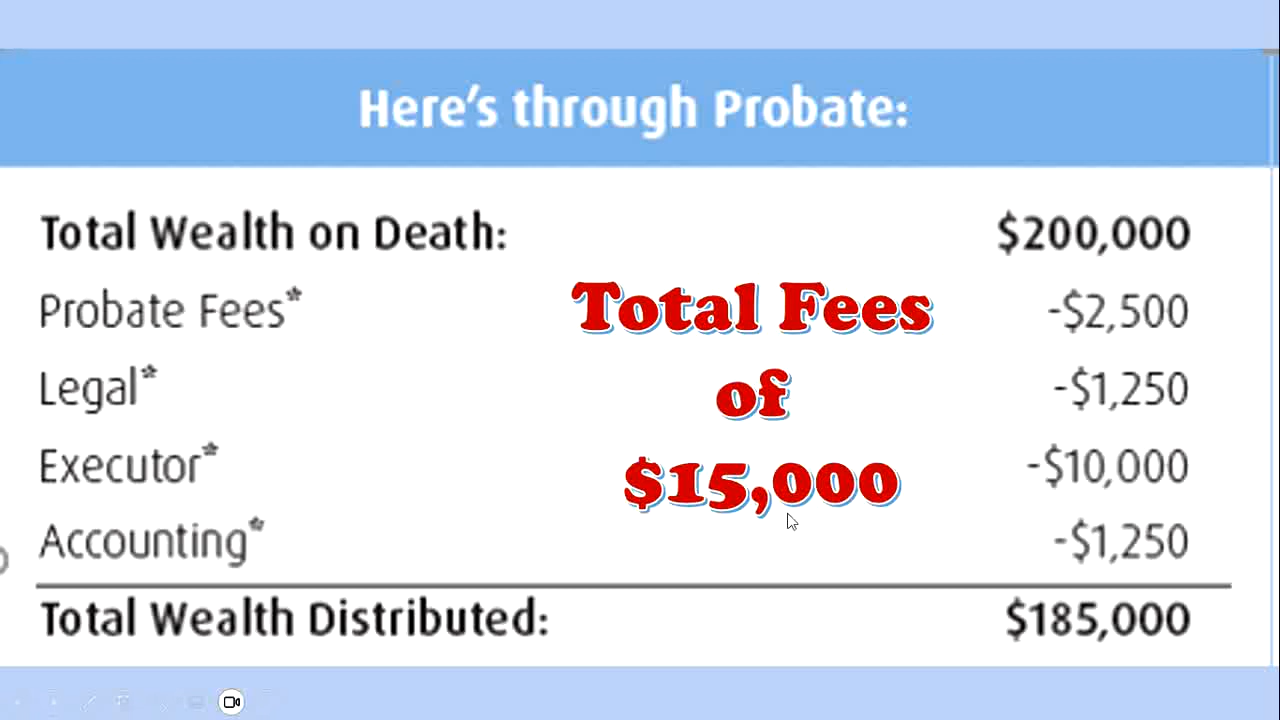 Here's through Probate:
Total Wealth on Death: $200,000
Probate Fees* -$2,500
Legal* -$1,250
Executor* -$10,000
Accounting* -$1,250
Total Wealth Distributed: $185,000
Total Fees
of
$15,000